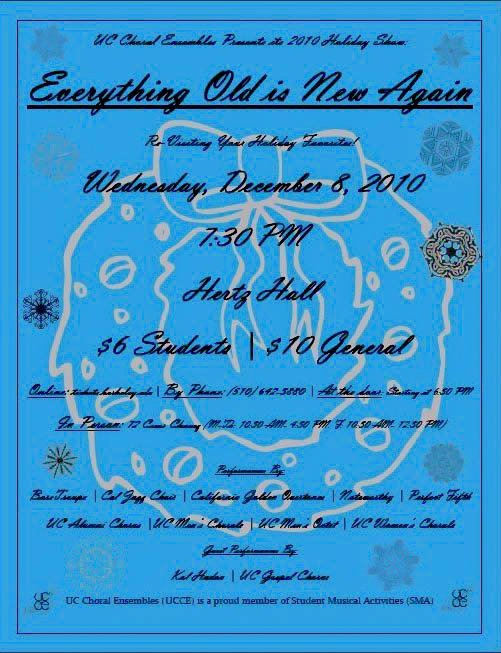 UC Choral Ensembles Presents its 2010 Holiday Show:
Everything Old is New Again
Re-Visiting Your Holiday Favorites!
Wednesday, December 8, 2010
7:30 PM
Hertz Hall
$6 Students | $10 General
Online: tickets.berkeley.edu | By Phone: (510) 642-3880 | At the door: Starting at 6:30 PM
In Person: 72 Cesar Chavez (M-Th. 10:30 AM. 4:30 PM. F. 10:30 AM. 12:30 PM)
Performances By:
BareTroupe | Cal Jazz Choir | California Golden Overtones | Noteworthy | Perfect Fifth
UC Alumni Chorus | UC Men's Chorale | UC Men's Octet | UC Women's Chorale
Guest Performances By:
Kol Hadov | UC Gospel Chorus
UC Choral Ensembles (UCCE) is a proud member of Student Musical Activities (SMA)